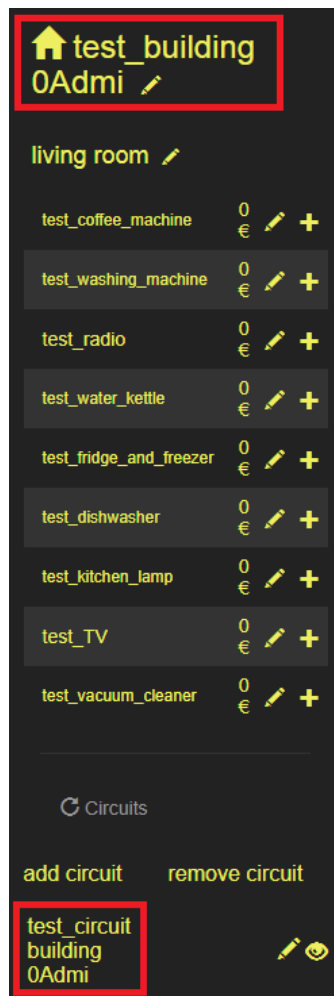 test_building
0Admi
living room
test_coffee_machine 0 €
test_washing_machine 0 €
test_radio 0 €
test_water_kettle 0 €
test_fridge_and_freezer 0 €
test_dishwasher 0 €
test_kitchen_lamp 0 €
test_TV 0 €
test_vacuum_cleaner 0 €
Circuits
add circuit remove circuit
test_circuit
building
0Admi